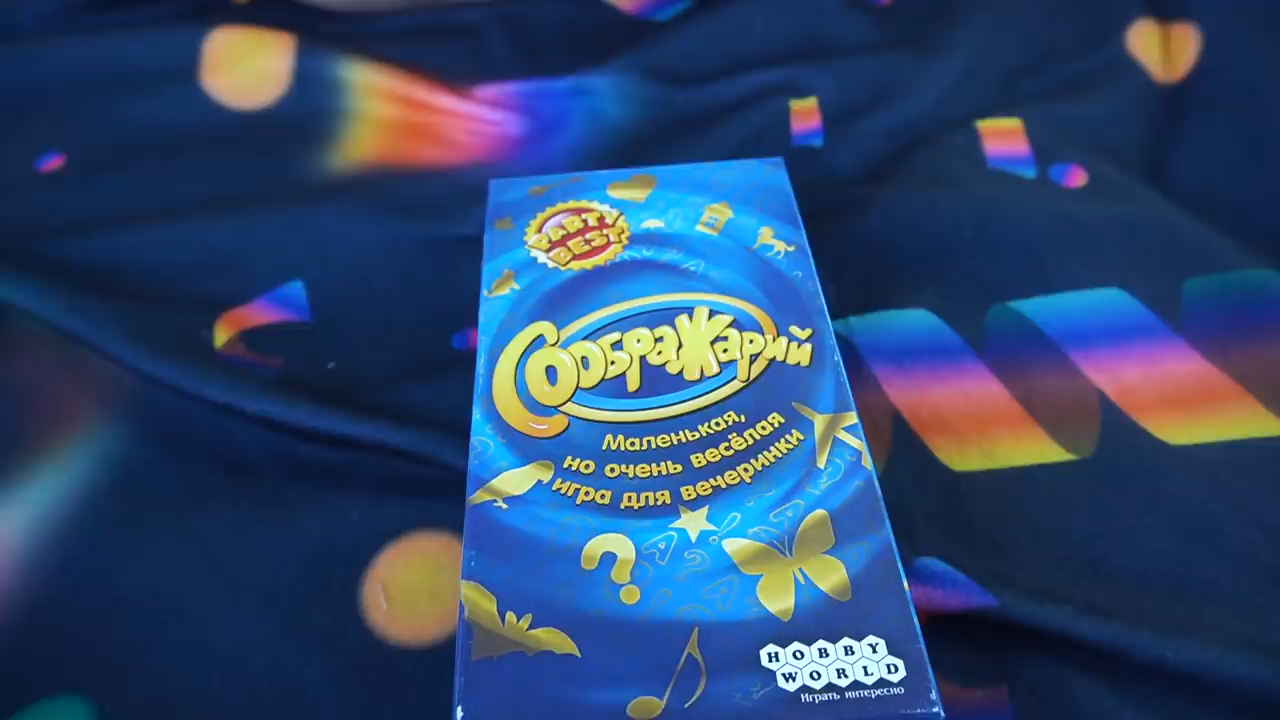 PARTY
BEST
СообраЖарий
Маленькая,
но очень весёлая
игра для вечеринки
HOBBY
WORLD
Играть интересно